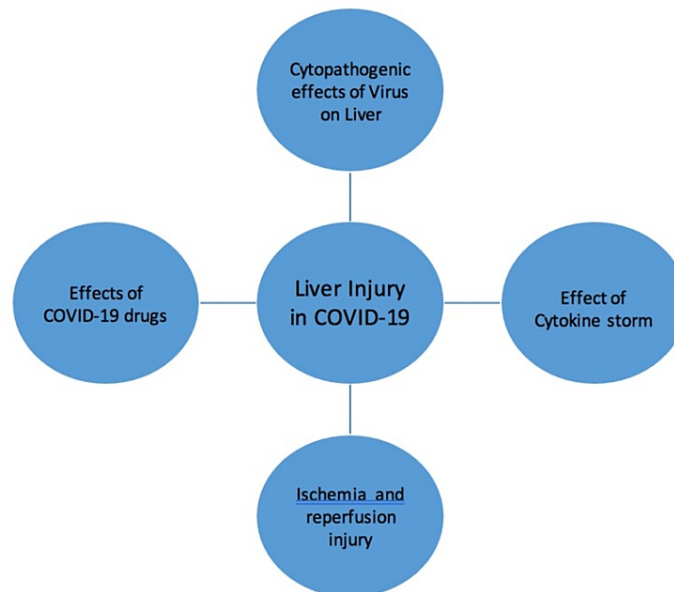 Cytopathogenic
effects of Virus
on Liver
Effects of
COVID-19 drugs
Liver Injury
in COVID-19
Effect of
Cytokine storm
Ischemia and
reperfusion
injury